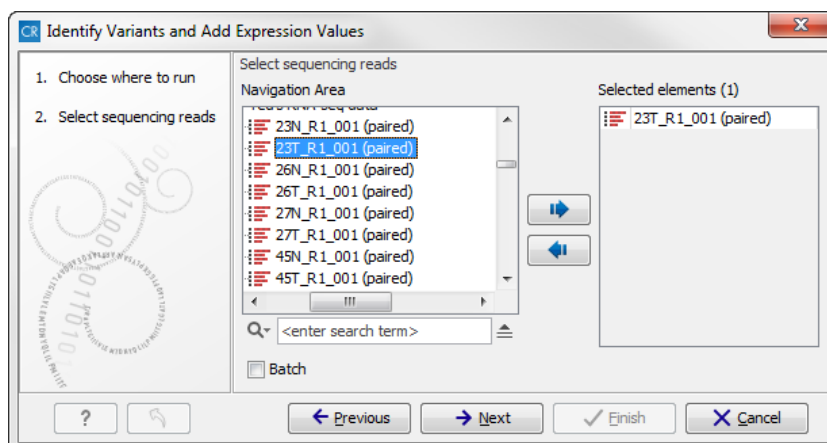 CR Identify Variants and Add Expression Values
1. Choose where to run
2. Select sequencing reads
Select sequencing reads
Navigation Area
23N_R1_001 (paired)
23T_R1_001 (paired)
26N_R1_001 (paired)
26T_R1_001 (paired)
27N_R1_001 (paired)
27T_R1_001 (paired)
45N_R1_001 (paired)
45T_R1_001 (paired)
<enter search term>
Batch
Selected elements (1)
23T_R1_001 (paired)
?
Previous
Next
Finish
Cancel